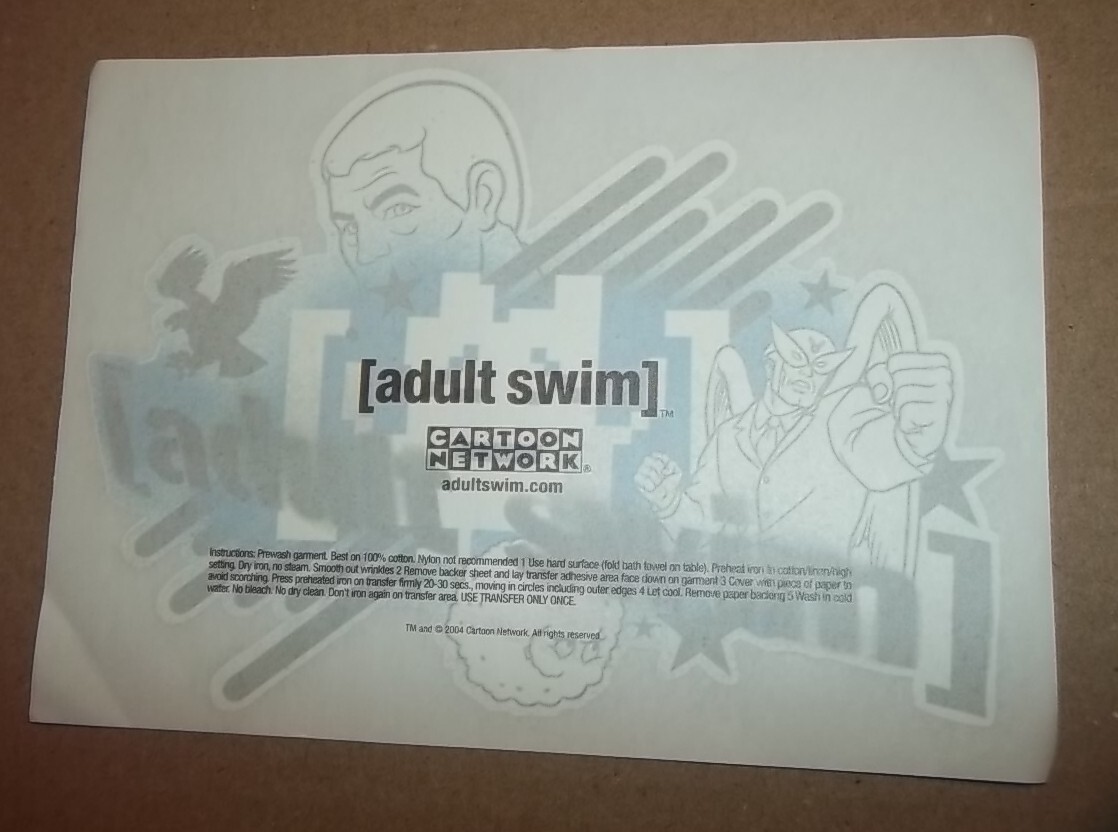 [adult swim]™
CARTOON
NETWORK®
adultswim.com
Instructions: Prewash garment. Best on 100% cotton. Nylon not recommended 1 Use hard surface (fold bath towel on table). Preheat iron to cotton/linen/high
setting. Dry iron, no steam. Smooth out wrinkles 2 Remove backer sheet and lay transfer adhesive area face down on garment 3 Cover with piece of paper to
avoid scorching. Press preheated iron on transfer firmly 20-30 secs., moving in circles including outer edges 4 Let cool. Remove paper backing 5 Wash in cold
water. No bleach. No dry clean. Don't iron again on transfer area. USE TRANSFER ONLY ONCE.
TM and © 2004 Cartoon Network. All rights reserved
[adult swim]